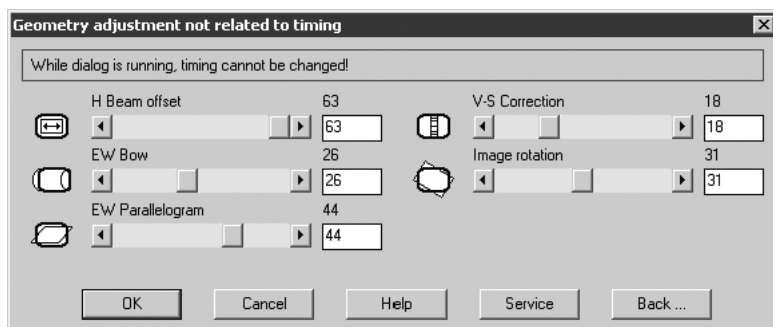 Geometry adjustment not related to timing
While dialog is running, timing cannot be changed!
H Beam offset 63
63
EW Bow 26
26
EW Parallelogram 44
44
V-S Correction 18
18
Image rotation 31
31
OK Cancel Help Service Back ...